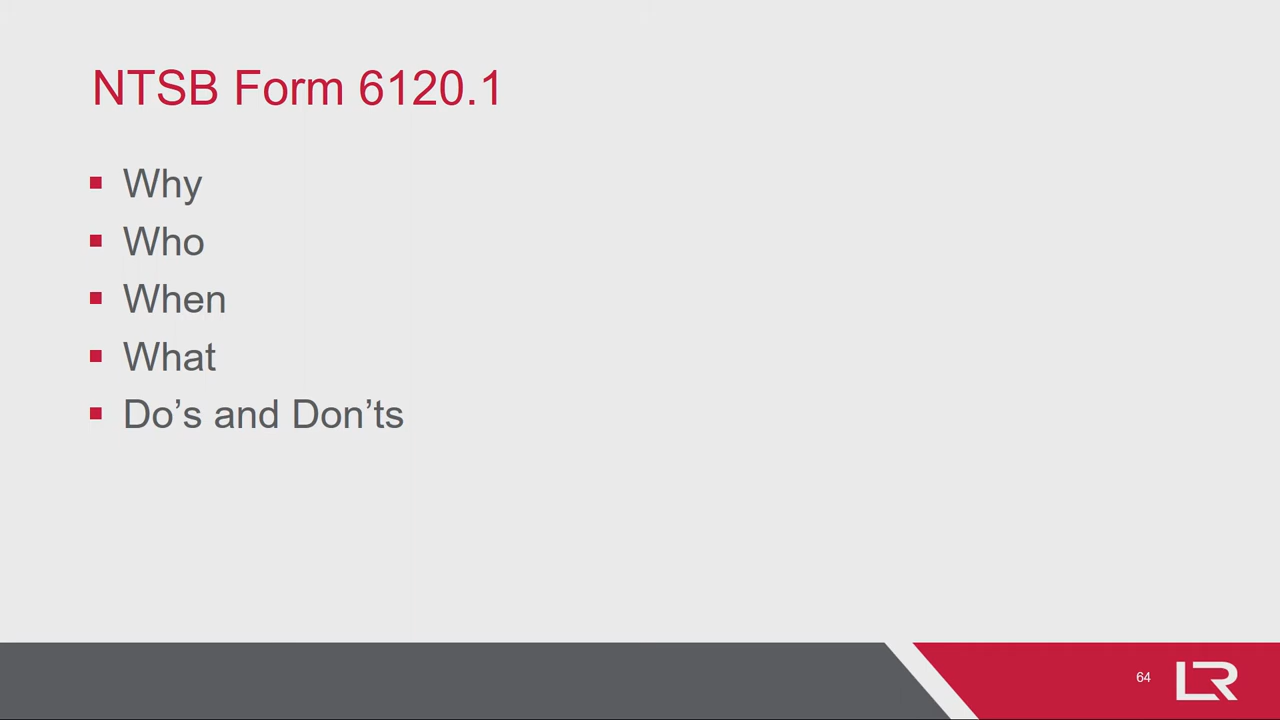 NTSB Form 6120.1
Why
Who
When
What
Do’s and Don’ts
64
LR